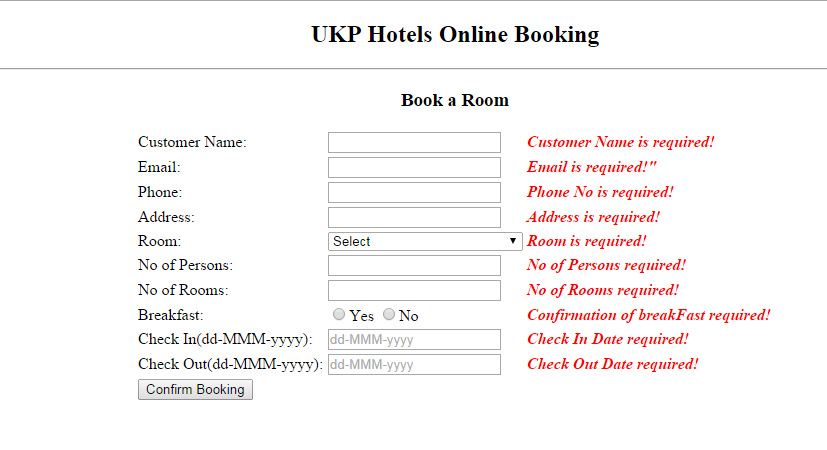 UKP Hotels Online Booking
Book a Room
Customer Name: Customer Name is required!
Email: Email is required!"
Phone: Phone No is required!
Address: Address is required!
Room: Select Room is required!
No of Persons: No of Persons required!
No of Rooms: No of Rooms required!
Breakfast: Yes No Confirmation of breakFast required!
Check In(dd-MMM-yyyy): dd-MMM-yyyy Check In Date required!
Check Out(dd-MMM-yyyy): dd-MMM-yyyy Check Out Date required!
Confirm Booking